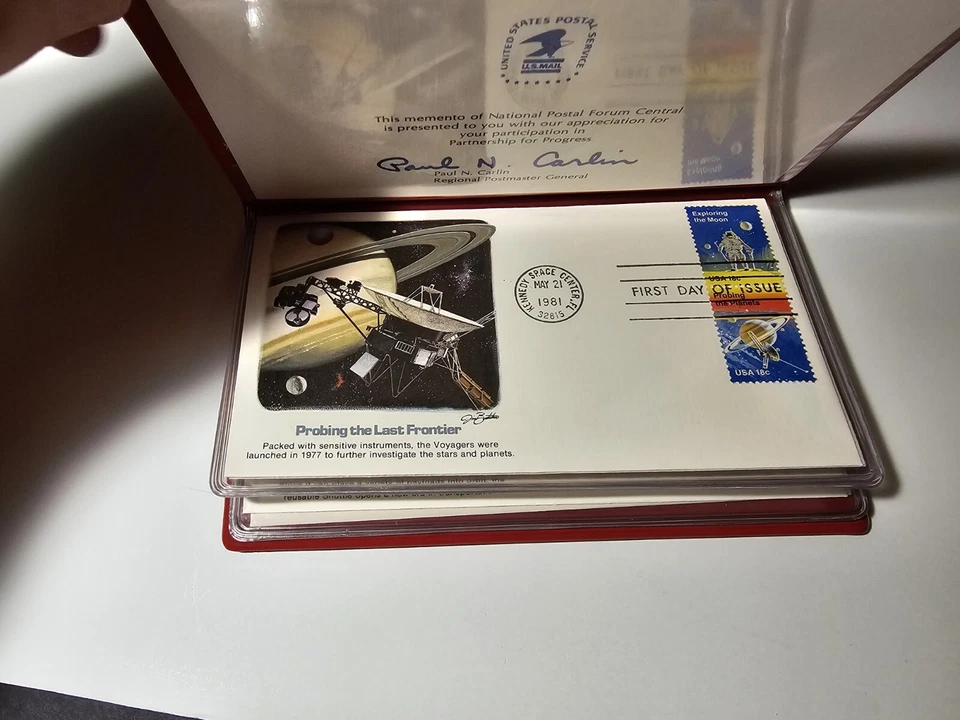 UNITED STATES POSTAL SERVICE
U.S.MAIL
This memento of National Postal Forum Central
is presented to you with our appreciation for
your participation in
Partnership for Progress
Paul N. Carlin
Paul N. Carlin
Regional Postmaster General
Exploring
the Moon
USA 18c
Probing
the Planets
USA 18c
KENNEDY SPACE CENTER, FL
MAY 21
1981
32815
FIRST DAY OF ISSUE
Probing the Last Frontier
Packed with sensitive instruments, the Voyagers were
launched in 1977 to further investigate the stars and planets.